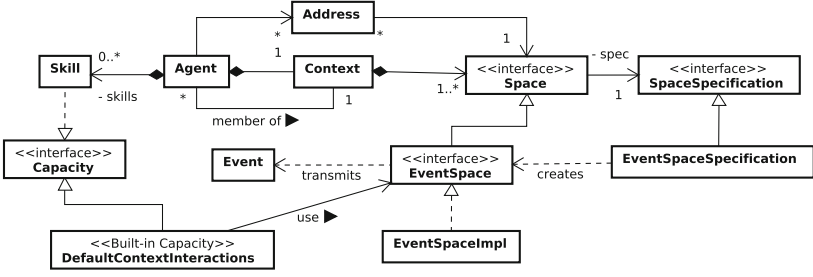 Address
*
*
0..*
1
1
- spec
Skill
Agent
Context
<<interface>>
Space
<<interface>>
SpaceSpecification
- skills
*
1
1..*
1
member of ▶
<<interface>>
Capacity
Event
transmits
<<interface>>
EventSpace
creates
EventSpaceSpecification
use ▶
<<Built-in Capacity>>
DefaultContextInteractions
EventSpaceImpl